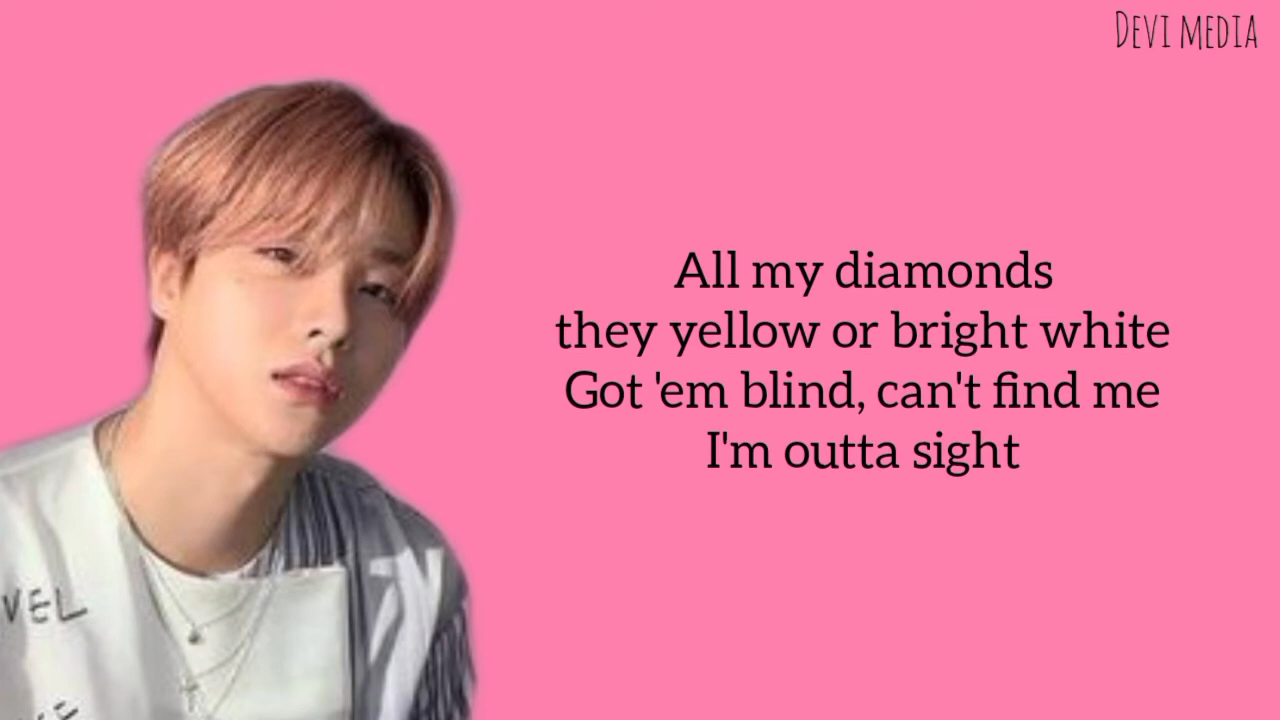 DEVI MEDIA
All my diamonds
they yellow or bright white
Got 'em blind, can't find me
I'm outta sight
VEL